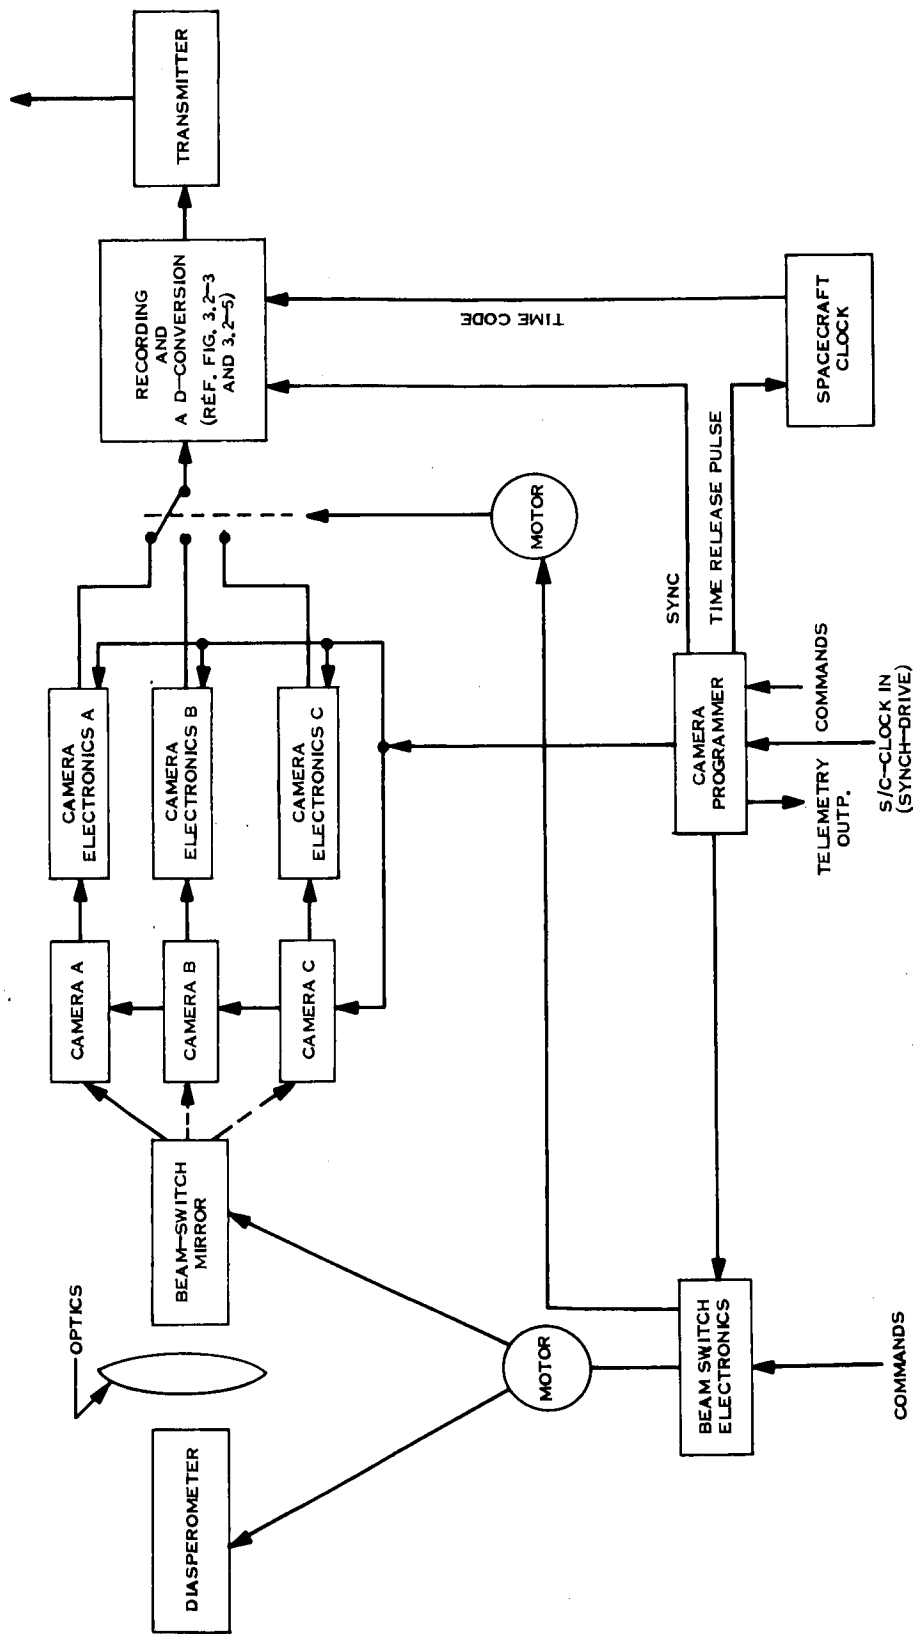 DIASPEROMETER
OPTICS
BEAM-SWITCH
MIRROR
CAMERA A
CAMERA B
CAMERA C
CAMERA
ELECTRONICS A
CAMERA
ELECTRONICS B
CAMERA
ELECTRONICS C
RECORDING
AND
A D-CONVERSION
(REF. FIG. 3.2-3
AND 3.2-5)
TRANSMITTER
MOTOR
MOTOR
TIME CODE
SYNC
TIME RELEASE PULSE
BEAM SWITCH
ELECTRONICS
COMMANDS
CAMERA
PROGRAMMER
TELEMETRY
OUTP.
COMMANDS
S/C-CLOCK IN
(SYNCH-DRIVE)
SPACECRAFT
CLOCK